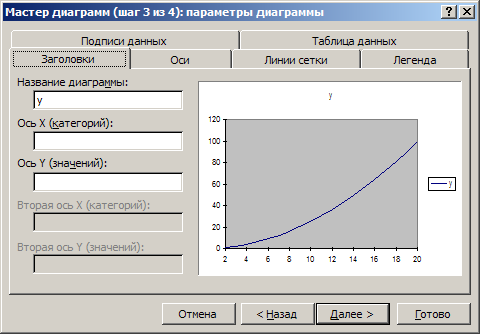 Мастер диаграмм (шаг 3 из 4): параметры диаграммы
Подписи данных
Таблица данных
Заголовки
Оси
Линии сетки
Легенда
Название диаграммы:
y
Ось X (категорий):
Ось Y (значений):
Вторая ось X (категорий):
Вторая ось Y (значений):
y
120
100
80
60
40
20
0
2 4 6 8 10 12 14 16 18 20
y
Отмена
< Назад
Далее >
Готово